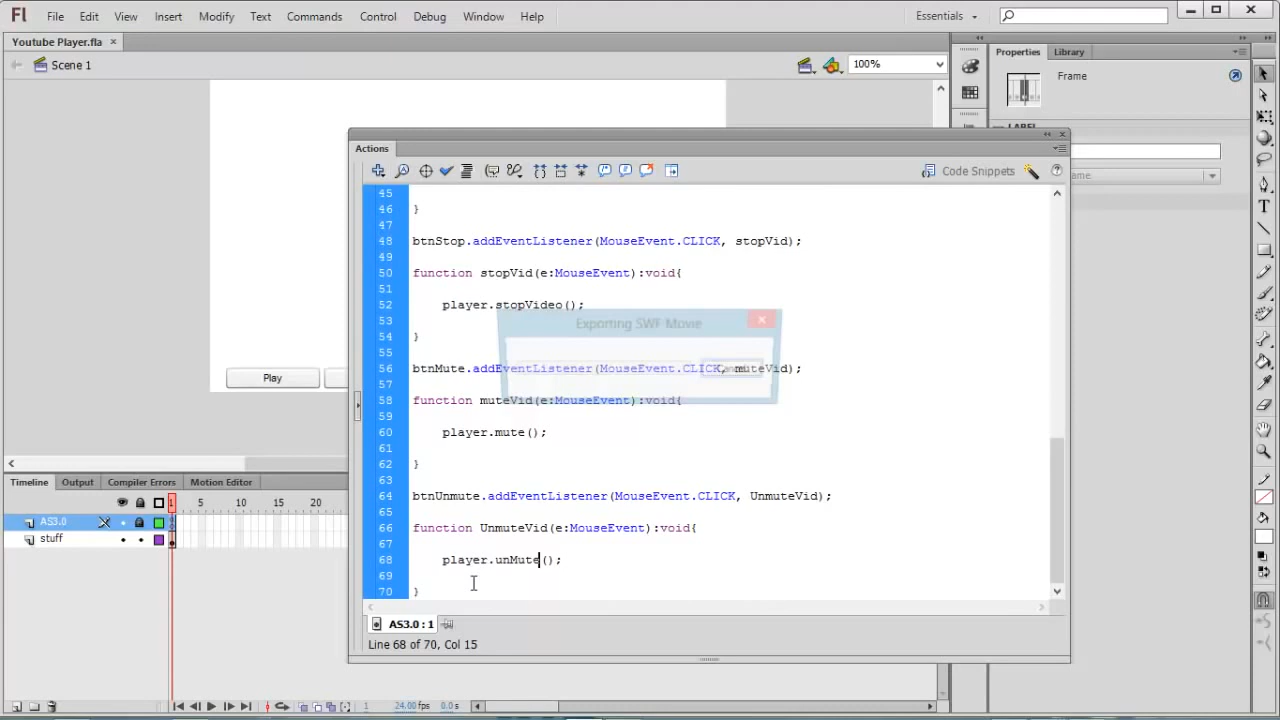 Fl File Edit View Insert Modify Text Commands Control Debug Window Help Essentials
Youtube Player.fla ×
Scene 1 100%
Properties Library
Frame
LABEL
Actions
Code Snippets
45
46 }
47
48 btnStop.addEventListener(MouseEvent.CLICK, stopVid);
49
50 function stopVid(e:MouseEvent):void{
51
52 player.stopVideo();
53
54 }
55
56 btnMute.addEventListener(MouseEvent.CLICK, muteVid);
57
58 function muteVid(e:MouseEvent):void{
59
60 player.mute();
61
62 }
63
64 btnUnmute.addEventListener(MouseEvent.CLICK, UnmuteVid);
65
66 function UnmuteVid(e:MouseEvent):void{
67
68 player.unMute();
69
70 }
Exporting SWF Movie
Play
AS3.0 : 1
Line 68 of 70, Col 15
Timeline Output Compiler Errors Motion Editor
1 5 10 15 20
AS3.0
stuff
1 24.00 fps 0.0 s